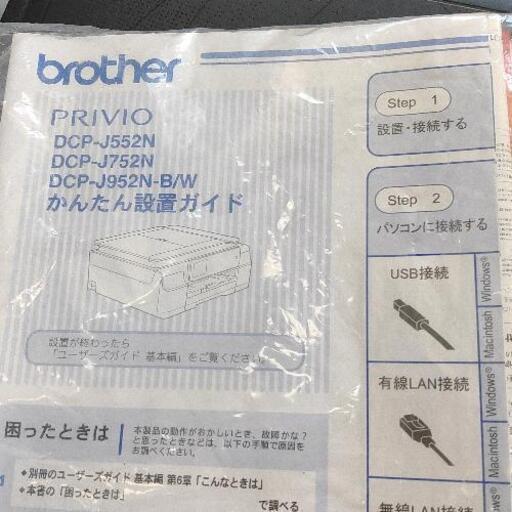 brother
PRIVIO
DCP-J552N
DCP-J752N
DCP-J952N-B/W
かんたん設置ガイド
設置が終わったら
「ユーザーズガイド 基本編」をご覧ください。
困ったときは
本製品の動作がおかしいとき、故障かな?
と思ったときなどは、以下の手順で原因を
お調べください。
●別冊のユーザーズガイド 基本編 第6章「こんなときは」
●本書の「困ったときは」
で調べる
Step 1
設置・接続する
Step 2
パソコンに接続する
USB接続
Windows®
Macintosh
有線LAN接続
Windows®
Macintosh
無線LAN接続